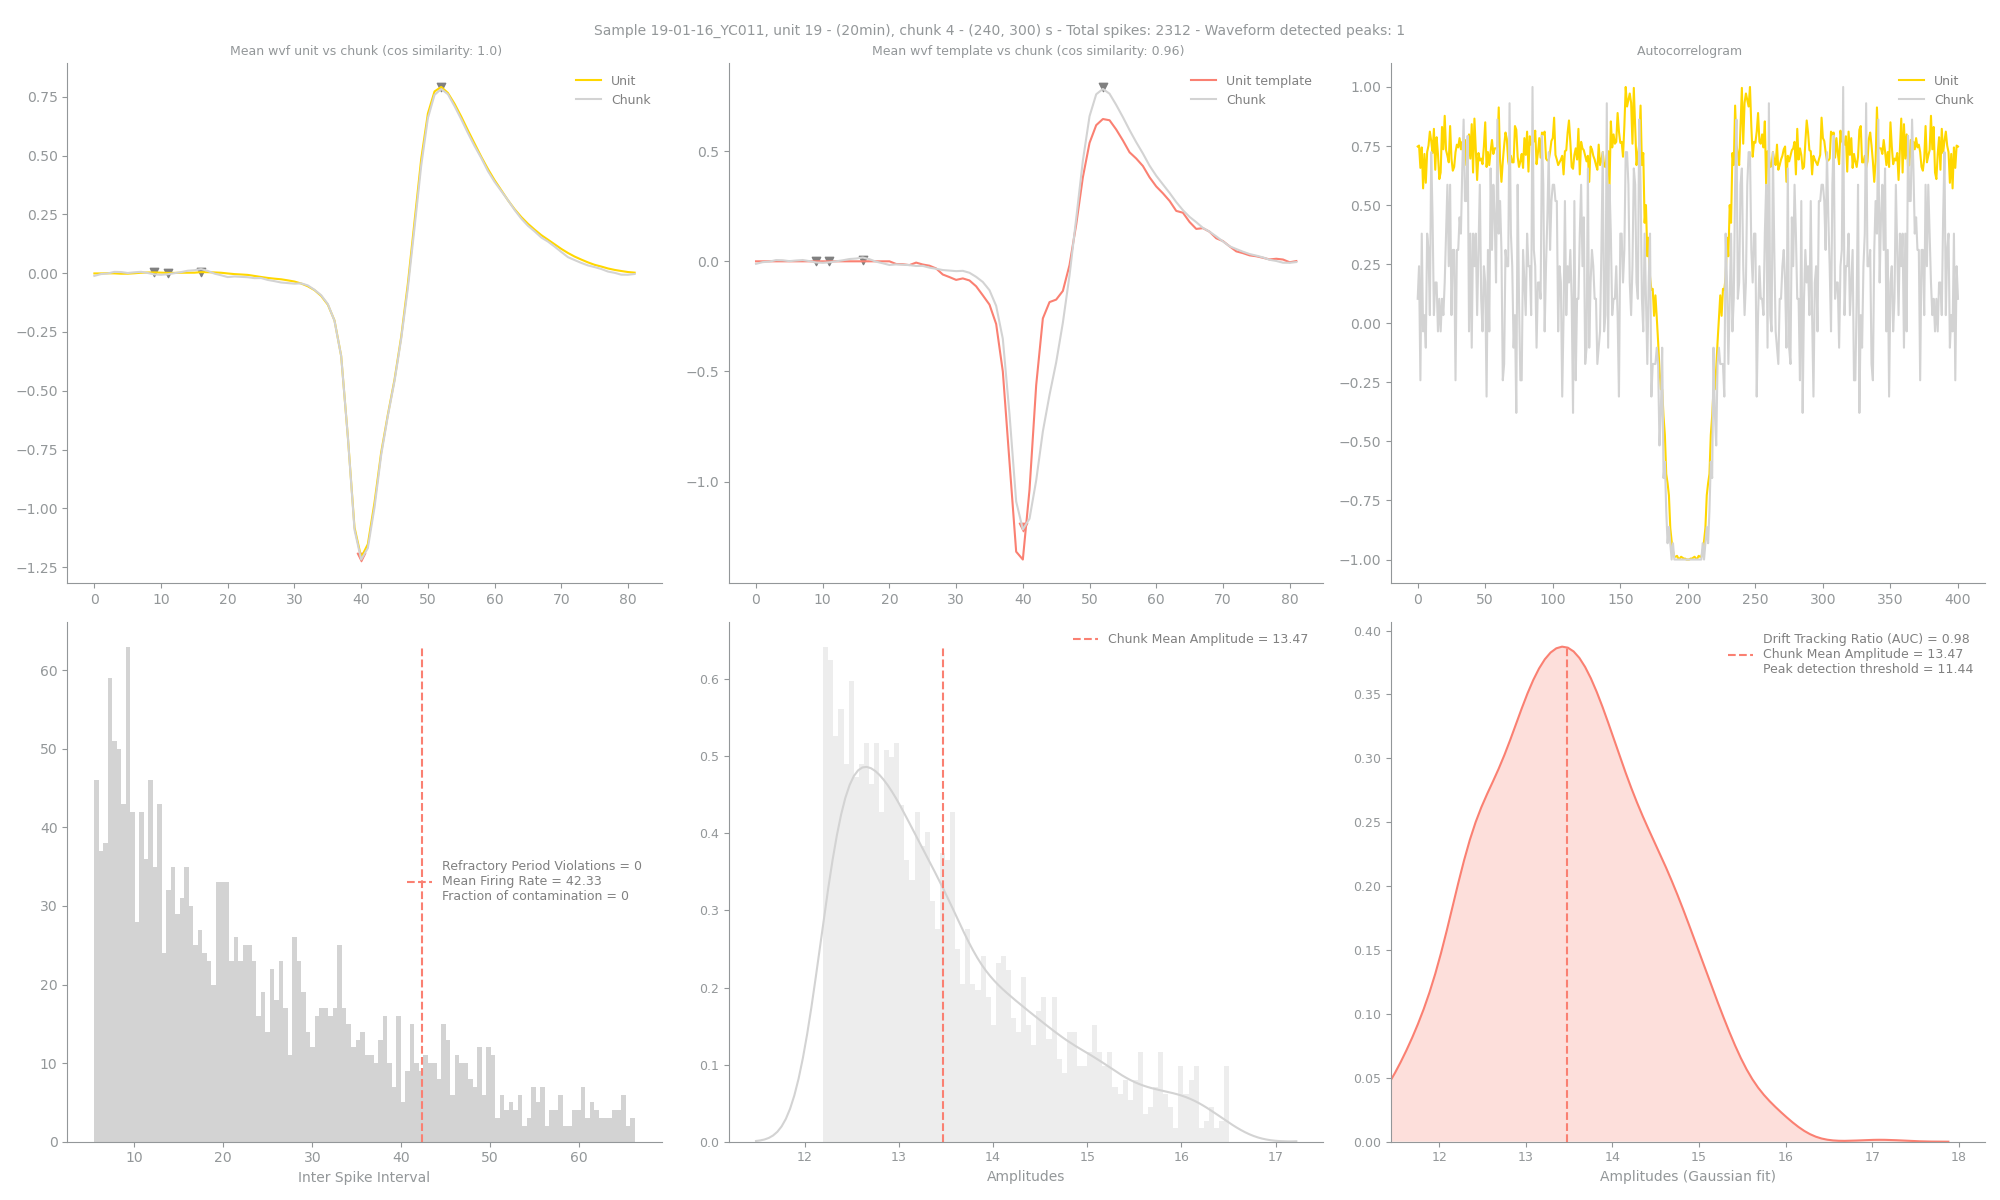 Sample 19-01-16_YC011, unit 19 - (20min), chunk 4 - (240, 300) s - Total spikes: 2312 - Waveform detected peaks: 1
Mean wvf unit vs chunk (cos similarity: 1.0)
Unit
Chunk
0.75
0.50
0.25
0.00
−0.25
−0.50
−0.75
−1.00
−1.25
0 10 20 30 40 50 60 70 80
Mean wvf template vs chunk (cos similarity: 0.96)
Unit template
Chunk
0.5
0.0
−0.5
−1.0
0 10 20 30 40 50 60 70 80
Autocorrelogram
Unit
Chunk
1.00
0.75
0.50
0.25
0.00
−0.25
−0.50
−0.75
−1.00
0 50 100 150 200 250 300 350 400
60
50
40
30
20
10
0
Refractory Period Violations = 0
Mean Firing Rate = 42.33
Fraction of contamination = 0
10 20 30 40 50 60
Inter Spike Interval
Chunk Mean Amplitude = 13.47
0.6
0.5
0.4
0.3
0.2
0.1
0.0
12 13 14 15 16 17
Amplitudes
Drift Tracking Ratio (AUC) = 0.98
Chunk Mean Amplitude = 13.47
Peak detection threshold = 11.44
0.40
0.35
0.30
0.25
0.20
0.15
0.10
0.05
0.00
12 13 14 15 16 17 18
Amplitudes (Gaussian fit)